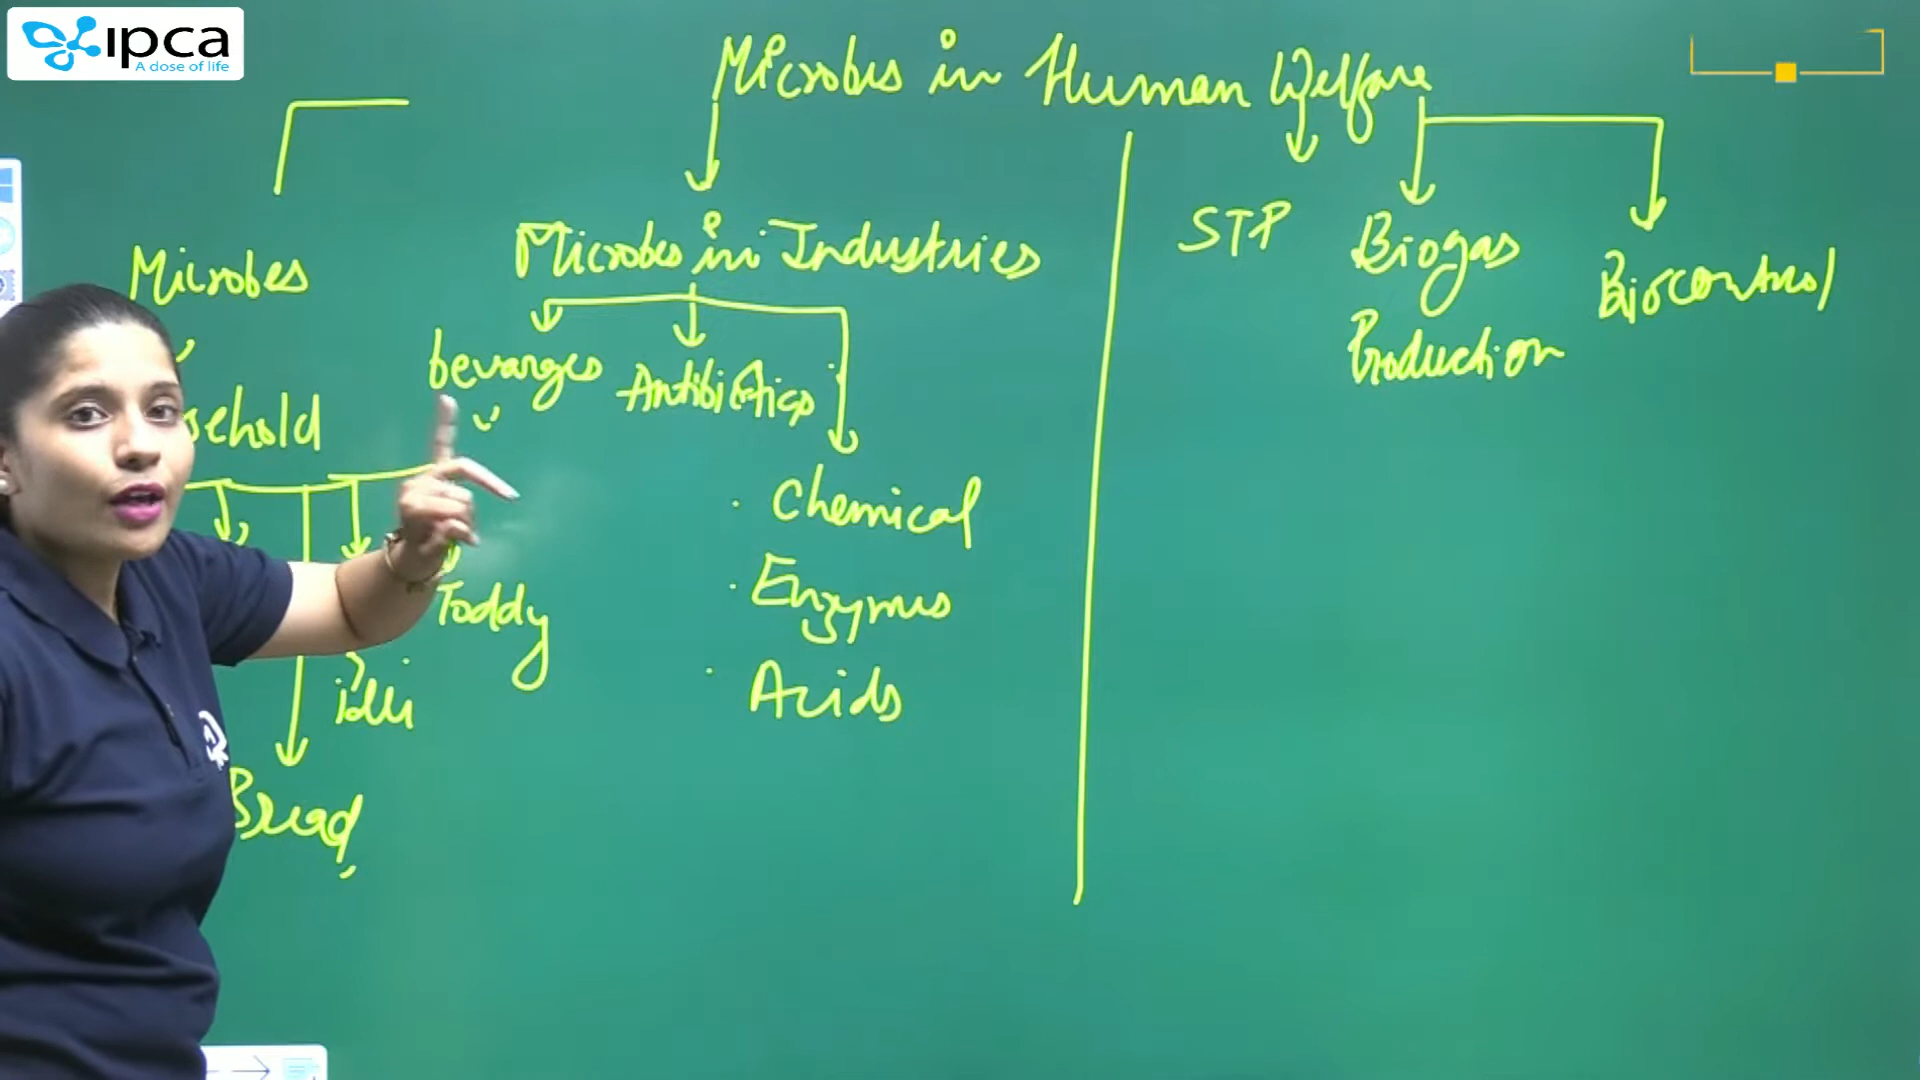 ipca
A dose of life
Microbes in Human Welfare
Microbes
sehold
Toddy
idli
Bread
Microbes in Industries
bevarges
Antibiotics
Chemical
Enzymes
Acids
STP
Biogas
Production
Biocontrol